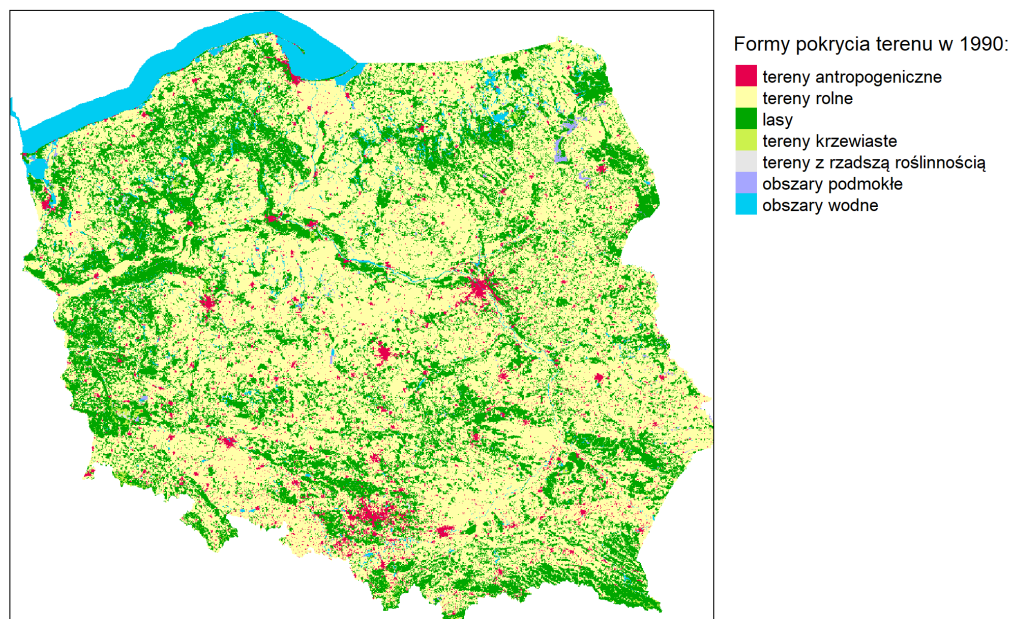 Formy pokrycia terenu w 1990:
tereny antropogeniczne
tereny rolne
lasy
tereny krzewiaste
tereny z rzadszą roślinnością
obszary podmokłe
obszary wodne